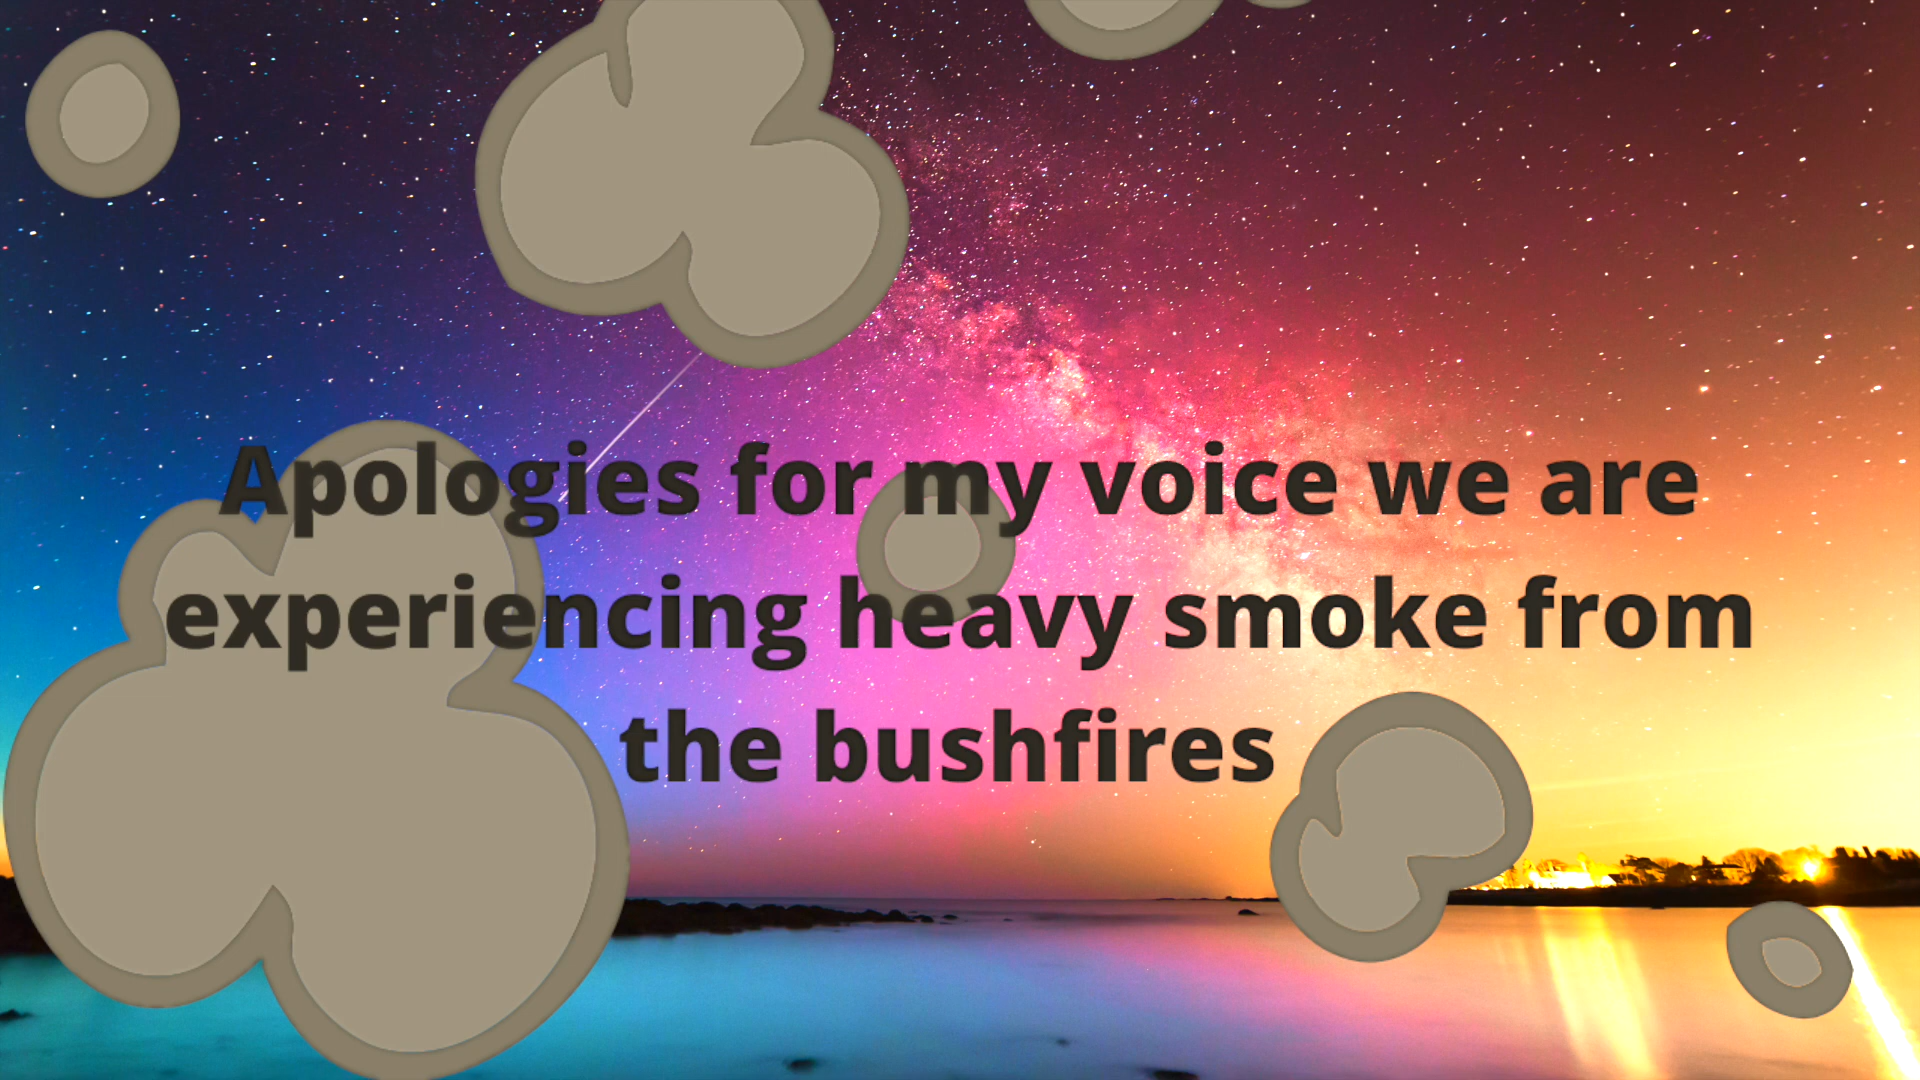 Apologies for my voice we are
experiencing heavy smoke from
the bushfires